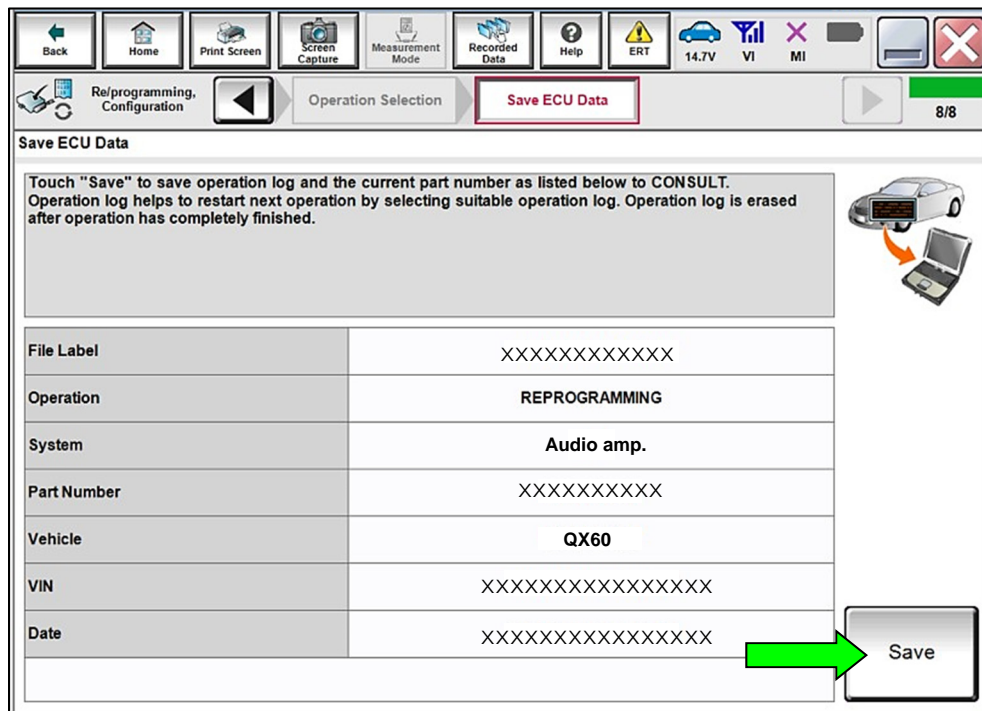 Back
Home
Print Screen
Screen
Capture
Measurement
Mode
Recorded
Data
?
Help
!
ERT
14.7V
VI
X
MI
Re/programming,
Configuration
Operation Selection
Save ECU Data
8/8
Save ECU Data
Touch "Save" to save operation log and the current part number as listed below to CONSULT.
Operation log helps to restart next operation by selecting suitable operation log. Operation log is erased
after operation has completely finished.
File Label XXXXXXXXXXXX
Operation REPROGRAMMING
System Audio amp.
Part Number XXXXXXXXXX
Vehicle QX60
VIN XXXXXXXXXXXXXXXX
Date XXXXXXXXXXXXXXXX
Save